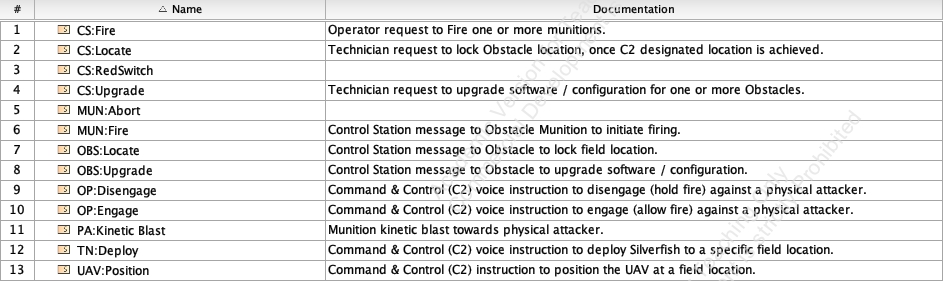 # Name Documentation
1 CS:Fire Operator request to Fire one or more munitions.
2 CS:Locate Technician request to lock Obstacle location, once C2 designated location is achieved.
3 CS:RedSwitch
4 CS:Upgrade Technician request to upgrade software / configuration for one or more Obstacles.
5 MUN:Abort
6 MUN:Fire Control Station message to Obstacle Munition to initiate firing.
7 OBS:Locate Control Station message to Obstacle to lock field location.
8 OBS:Upgrade Control Station message to Obstacle to upgrade software / configuration.
9 OP:Disengage Command & Control (C2) voice instruction to disengage (hold fire) against a physical attacker.
10 OP:Engage Command & Control (C2) voice instruction to engage (allow fire) against a physical attacker.
11 PA:Kinetic Blast Munition kinetic blast towards physical attacker.
12 TN:Deploy Command & Control (C2) voice instruction to deploy Silverfish to a specific field location.
13 UAV:Position Command & Control (C2) instruction to position the UAV at a field location.